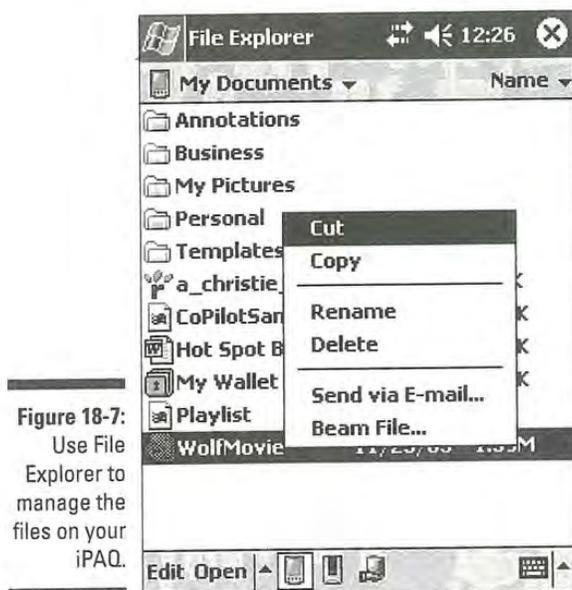 File Explorer 12:26
My Documents Name
Annotations
Business
My Pictures
Personal
Templates
a_christie_
CoPilotSan
Hot Spot B
My Wallet
Playlist
WolfMovie
Cut
Copy
Rename
Delete
Send via E-mail...
Beam File...
K
K
K
K
Edit Open
Figure 18-7:
Use File
Explorer to
manage the
files on your
iPAQ.